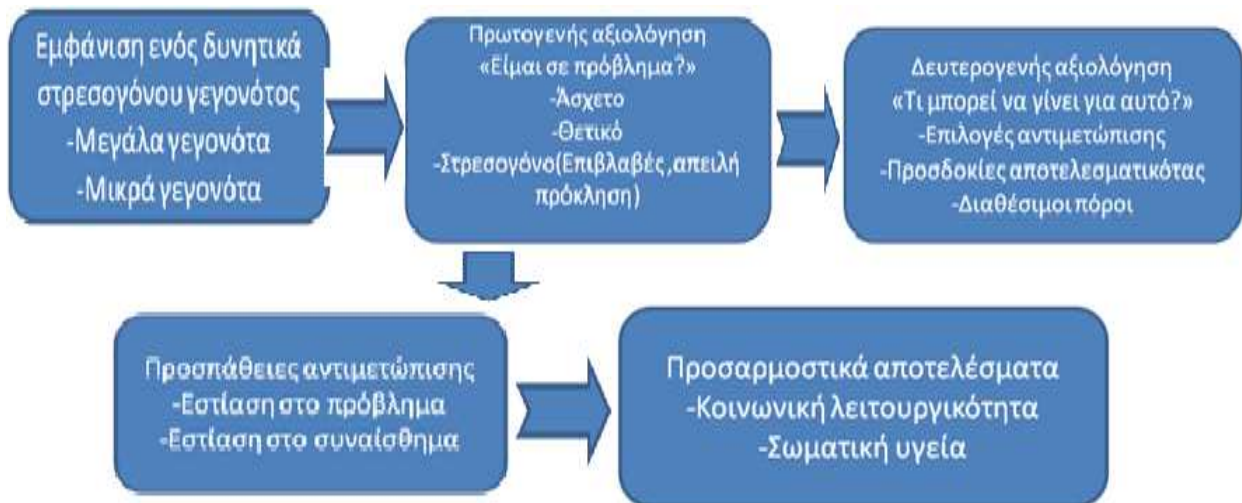 Εμφάνιση ενός δυνητικά
στρεσογόνου γεγονότος
-Μεγάλα γεγονότα
-Μικρά γεγονότα
Πρωτογενής αξιολόγηση
«Είμαι σε πρόβλημα?»
-Άσχετο
-Θετικό
-Στρεσογόνο(Επιβλαβές ,απειλή
πρόκληση)
Δευτερογενής αξιολόγηση
«Τι μπορεί να γίνει για αυτό?»
-Επιλογές αντιμετώπισης
-Προσδοκίες αποτελεσματικότας
-Διαθέσιμοι πόροι
Προσπάθειες αντιμετώπισης
-Εστίαση στο πρόβλημα
-Εστίαση στο συναίσθημα
Προσαρμοστικά αποτελέσματα
-Κοινωνική λειτουργικότητα
-Σωματική υγεία